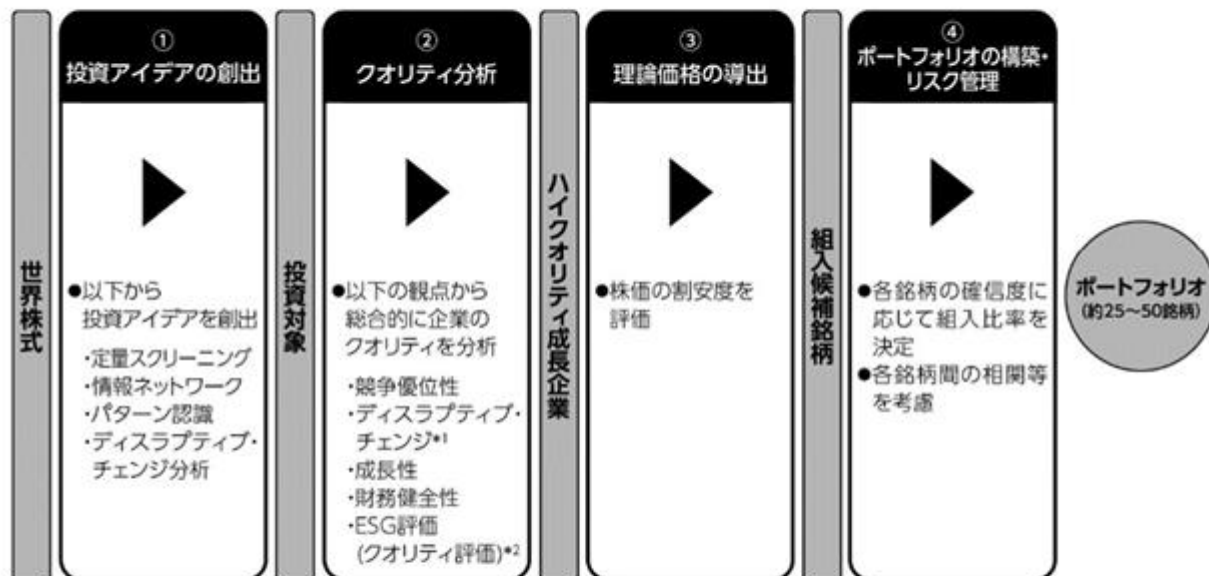 世界株式
①
投資アイデアの創出
●以下から
投資アイデアを創出
・定量スクリーニング
・情報ネットワーク
・パターン認識
・ディスラプティブ・
チェンジ分析
投資対象
②
クオリティ分析
●以下の観点から
総合的に企業の
クオリティを分析
・競争優位性
・ディスラプティブ・
チェンジ*1
・成長性
・財務健全性
・ESG評価
(クオリティ評価)*2
ハイクオリティ成長企業
③
理論価格の導出
●株価の割安度を
評価
組入候補銘柄
④
ポートフォリオの構築・
リスク管理
●各銘柄の確信度に
応じて組入比率を
決定
●各銘柄間の相関等
を考慮
ポートフォリオ
(約25～50銘柄)